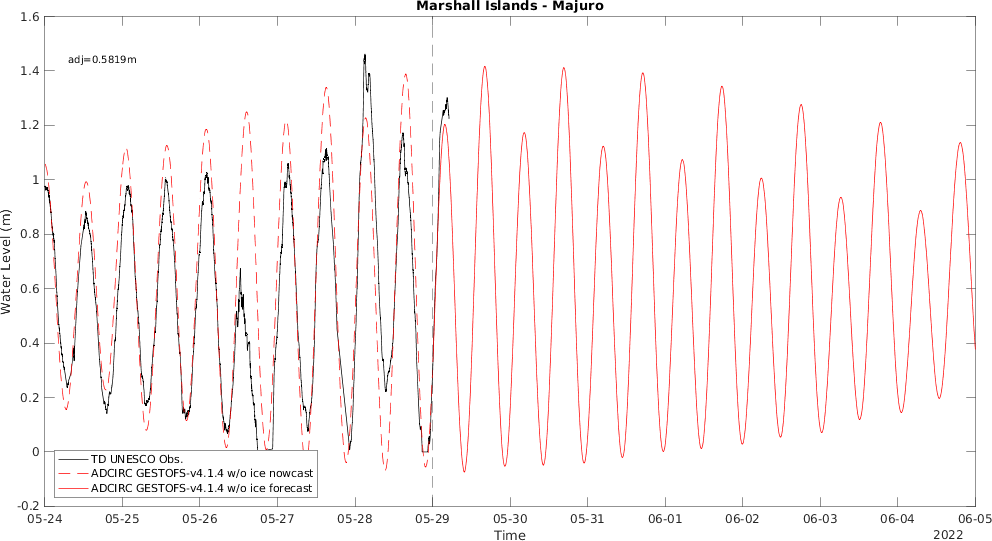 Marshall Islands - Majuro
adj=0.5819m
1.6
1.4
1.2
1
0.8
0.6
0.4
0.2
0
-0.2
Water Level (m)
TD UNESCO Obs.
ADCIRC GESTOFS-v4.1.4 w/o ice nowcast
ADCIRC GESTOFS-v4.1.4 w/o ice forecast
05-24 05-25 05-26 05-27 05-28 05-29 05-30 05-31 06-01 06-02 06-03 06-04 06-05
Time
2022